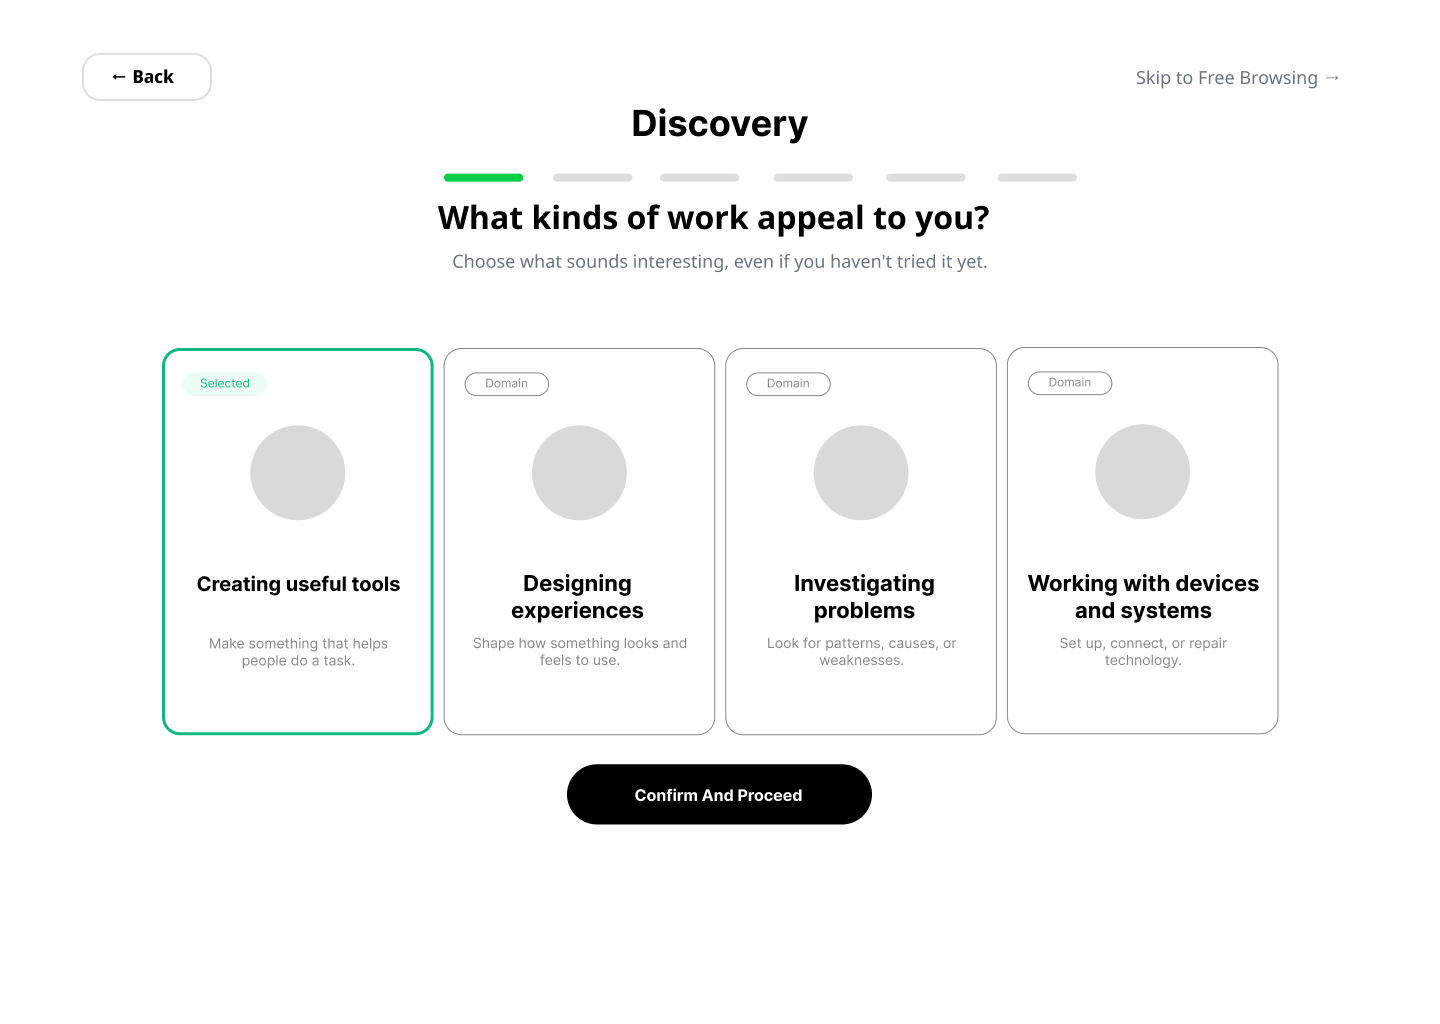 ← Back
Skip to Free Browsing →
Discovery
What kinds of work appeal to you?
Choose what sounds interesting, even if you haven't tried it yet.
Selected
Creating useful tools
Make something that helps
people do a task.
Domain
Designing
experiences
Shape how something looks and
feels to use.
Domain
Investigating
problems
Look for patterns, causes, or
weaknesses.
Domain
Working with devices
and systems
Set up, connect, or repair
technology.
Confirm And Proceed